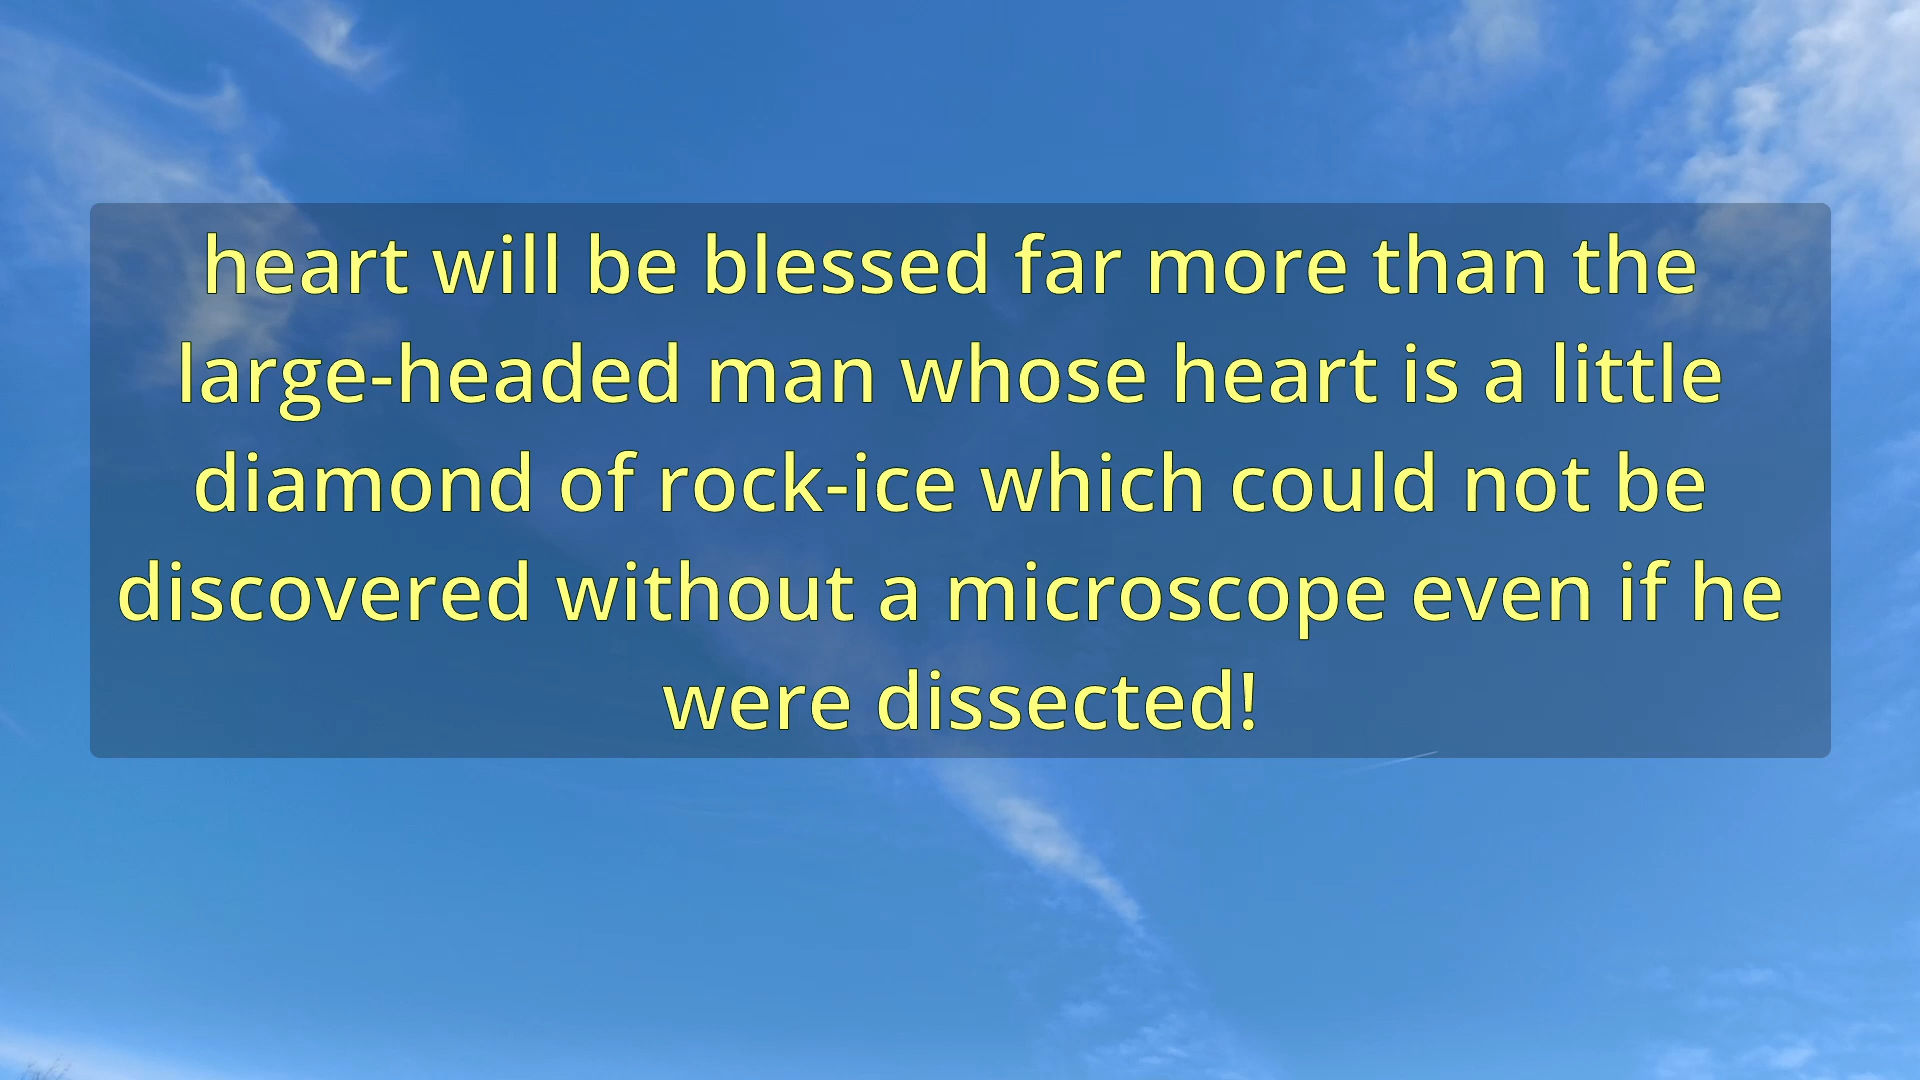 heart will be blessed far more than the
large-headed man whose heart is a little
diamond of rock-ice which could not be
discovered without a microscope even if he
were dissected!